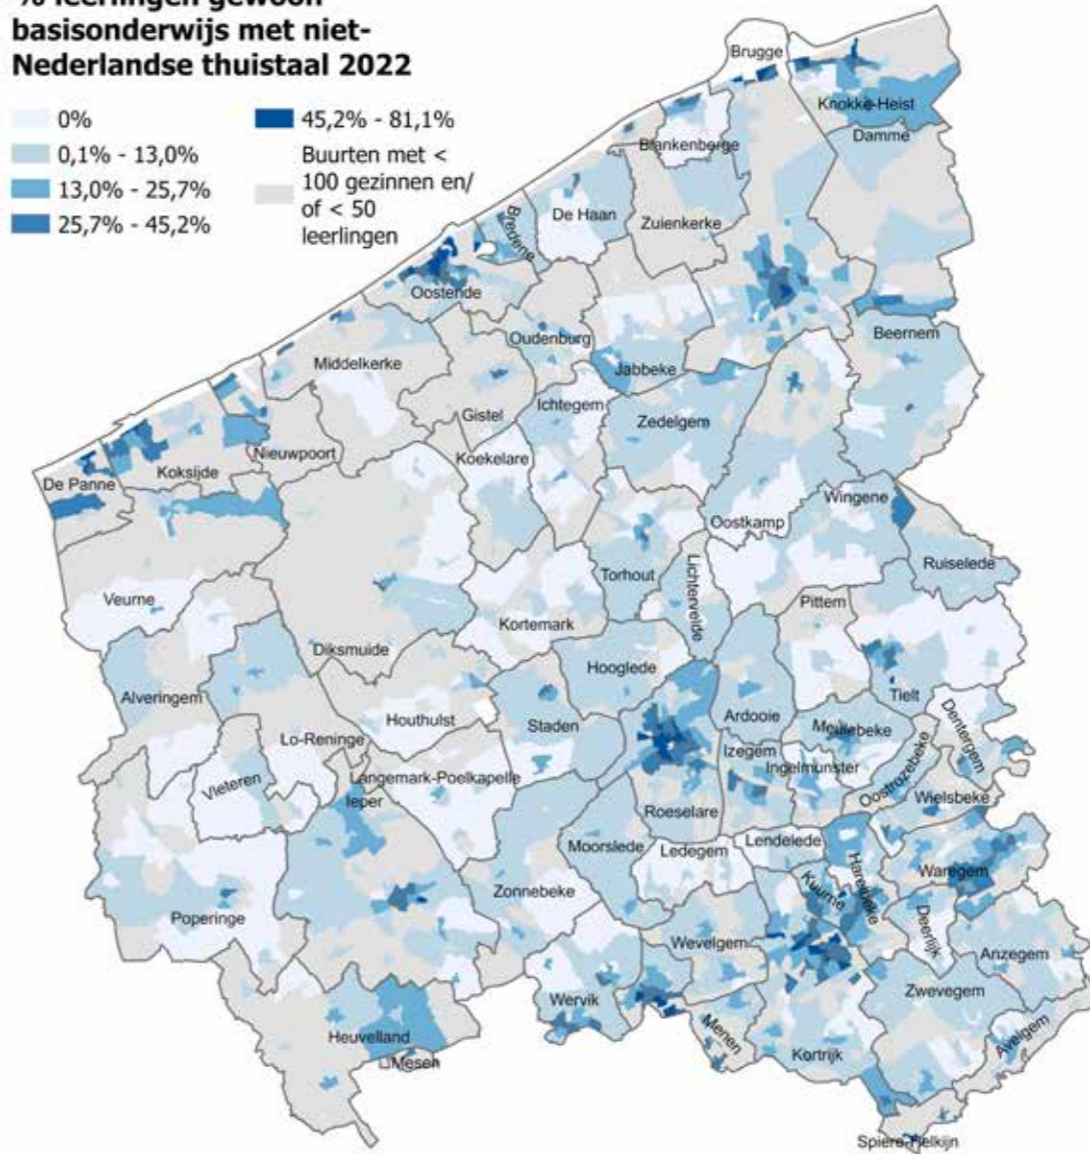 % leerlingen gewoon
basisonderwijs met niet-
Nederlandse thuistaal 2022
0%
0,1% - 13,0%
13,0% - 25,7%
25,7% - 45,2%
45,2% - 81,1%
Buurten met <
100 gezinnen en/
of < 50
leerlingen
Brugge
Knokke-Heist
Damme
Blankenberge
De Haan
Zuienkerke
Bredene
Oostende
Oudenburg
Beernem
Middelkerke
Jabbeke
Ichtegem
Gistel
Zedelgem
Nieuwpoort
Koekelare
Koksijde
De Panne
Wingene
Oostkamp
Ruiselede
Torhout
Lichtervelde
Veurne
Pittem
Kortemark
Diksmuide
Hooglede
Alveringem
Tielt
Houthulst
Staden
Ardooie
Meulebeke
Dentergem
Lo-Reninge
Izegem
Ingelmunster
Oostrozebeke
Langemark-Poelkapelle
Vleteren
Ieper
Wielsbeke
Roeselare
Moorslede
Ledegem
Lendelede
Harelbeke
Waregem
Zonnebeke
Kuurne
Poperinge
Deerlijk
Wevelgem
Anzegem
Zwevegem
Wervik
Heuvelland
Menen
Avelgem
Kortrijk
Mesen
Spiere-Helkijn